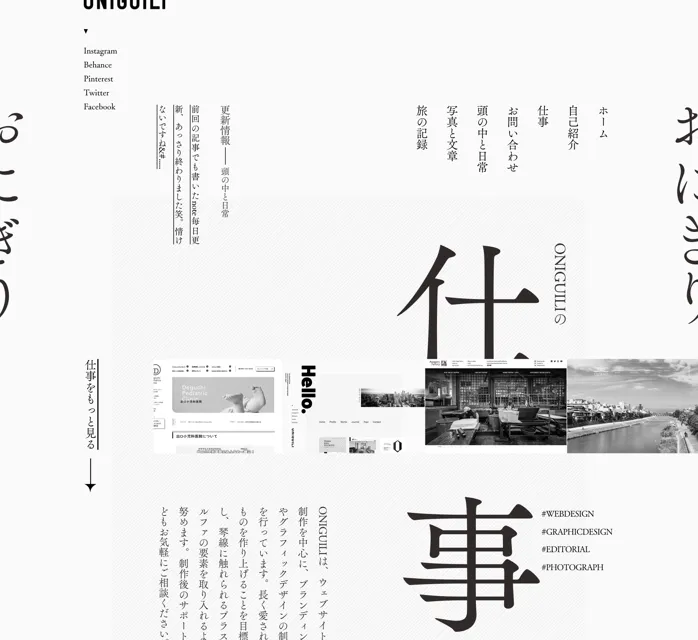 ONIGUILI
Instagram
Behance
Pinterest
Twitter
Facebook
ホーム
自己紹介
仕事
お問い合わせ
頭の中と日常
写真と文章
旅の記録
更新情報
頭の中と日常
前回の記事でも書いたnote毎日更
新、あっさり終わりました笑。情け
ないですね&#…
おにぎり
おにぎり
ONIGUILIの
仕
事
仕事をもっと見る
Hello.
#WEBDESIGN
#GRAPHICDESIGN
#EDITORIAL
#PHOTOGRAPH
ONIGUILIは、ウェブサイト
制作を中心に、ブランディン
やグラフィックデザインの制
を行っています。長く愛され
ものを作り上げることを目標
し、琴線に触れられるプラス
ルファの要素を取り入れるよ
努めます。制作後のサポート
どもお気軽にご相談ください。